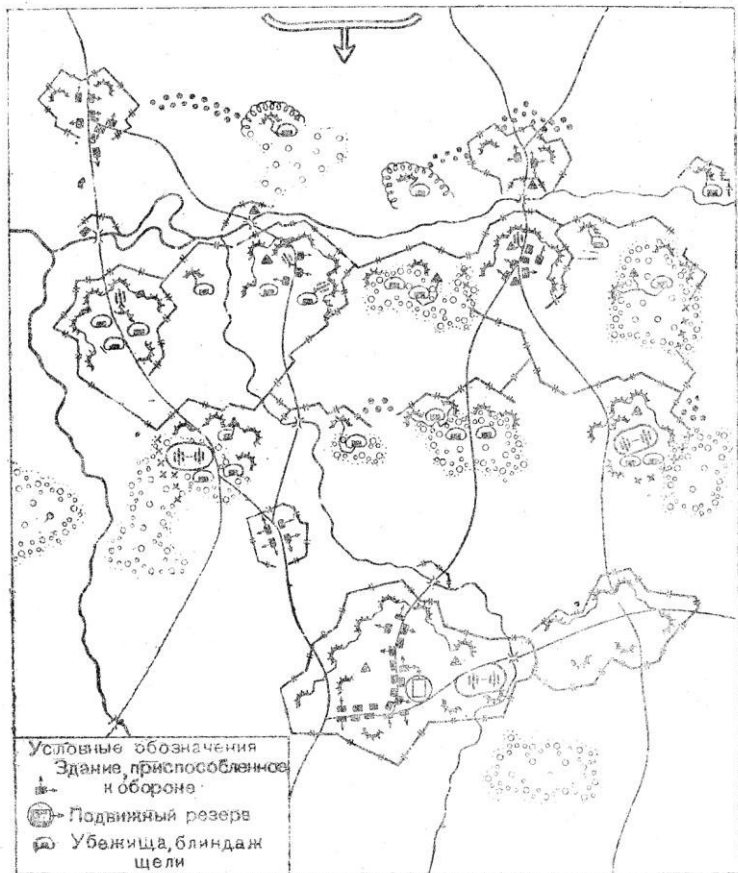 Условные обозначения
Здание, приспособленное
к обороне
Подвижный резерв
Убежища, блиндаж
щели